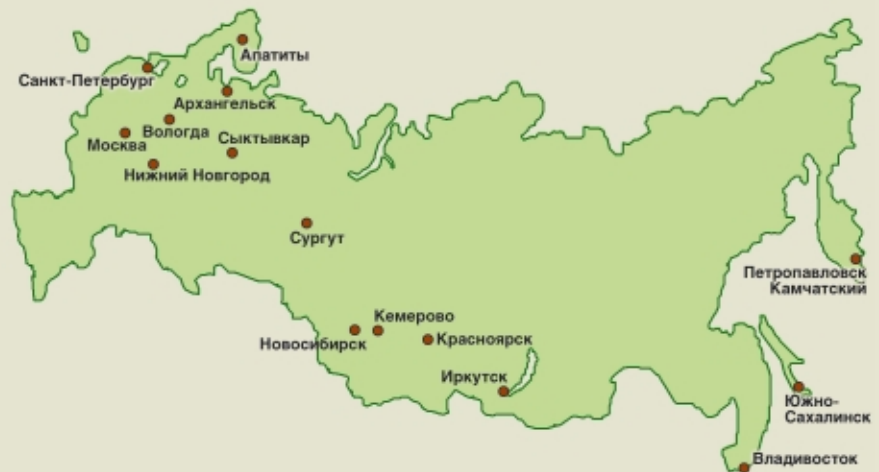 Апатиты
Санкт-Петербург
Архангельск
Вологда
Москва
Сыктывкар
Нижний Новгород
Сургут
Петропавловск
Камчатский
Кемерово
Новосибирск
Красноярск
Иркутск
Южно-
Сахалинск
Владивосток